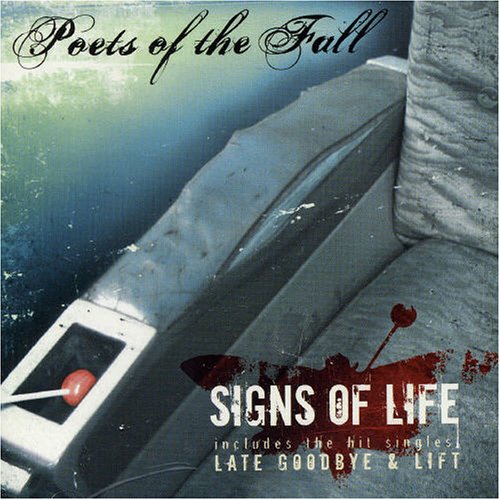 Poets of the Fall
SIGNS OF LIFE
includes the hit singles
LATE GOODBYE & LIFT